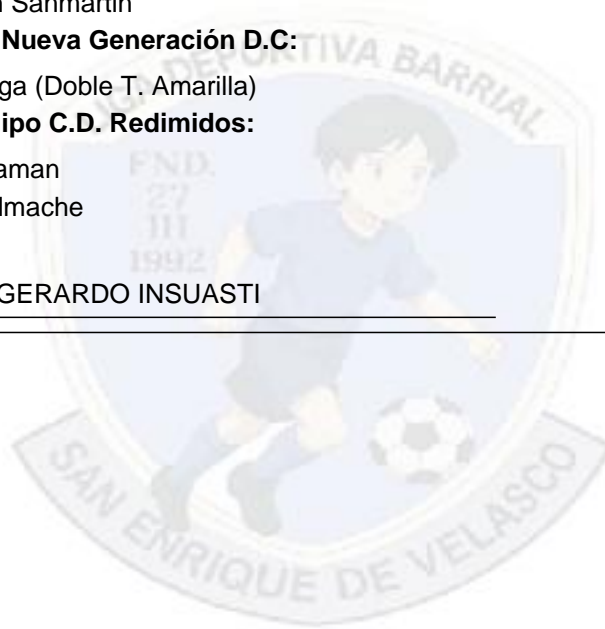 Sanmartin
Nueva Generación D.C:
ga (Doble T. Amarilla)
ipo C.D. Redimidos:
aman
lmache
GERARDO INSUASTI
LIGA DEPORTIVA BARRIAL
FND.
27
III
1992
SAN ENRIQUE DE VELASCO